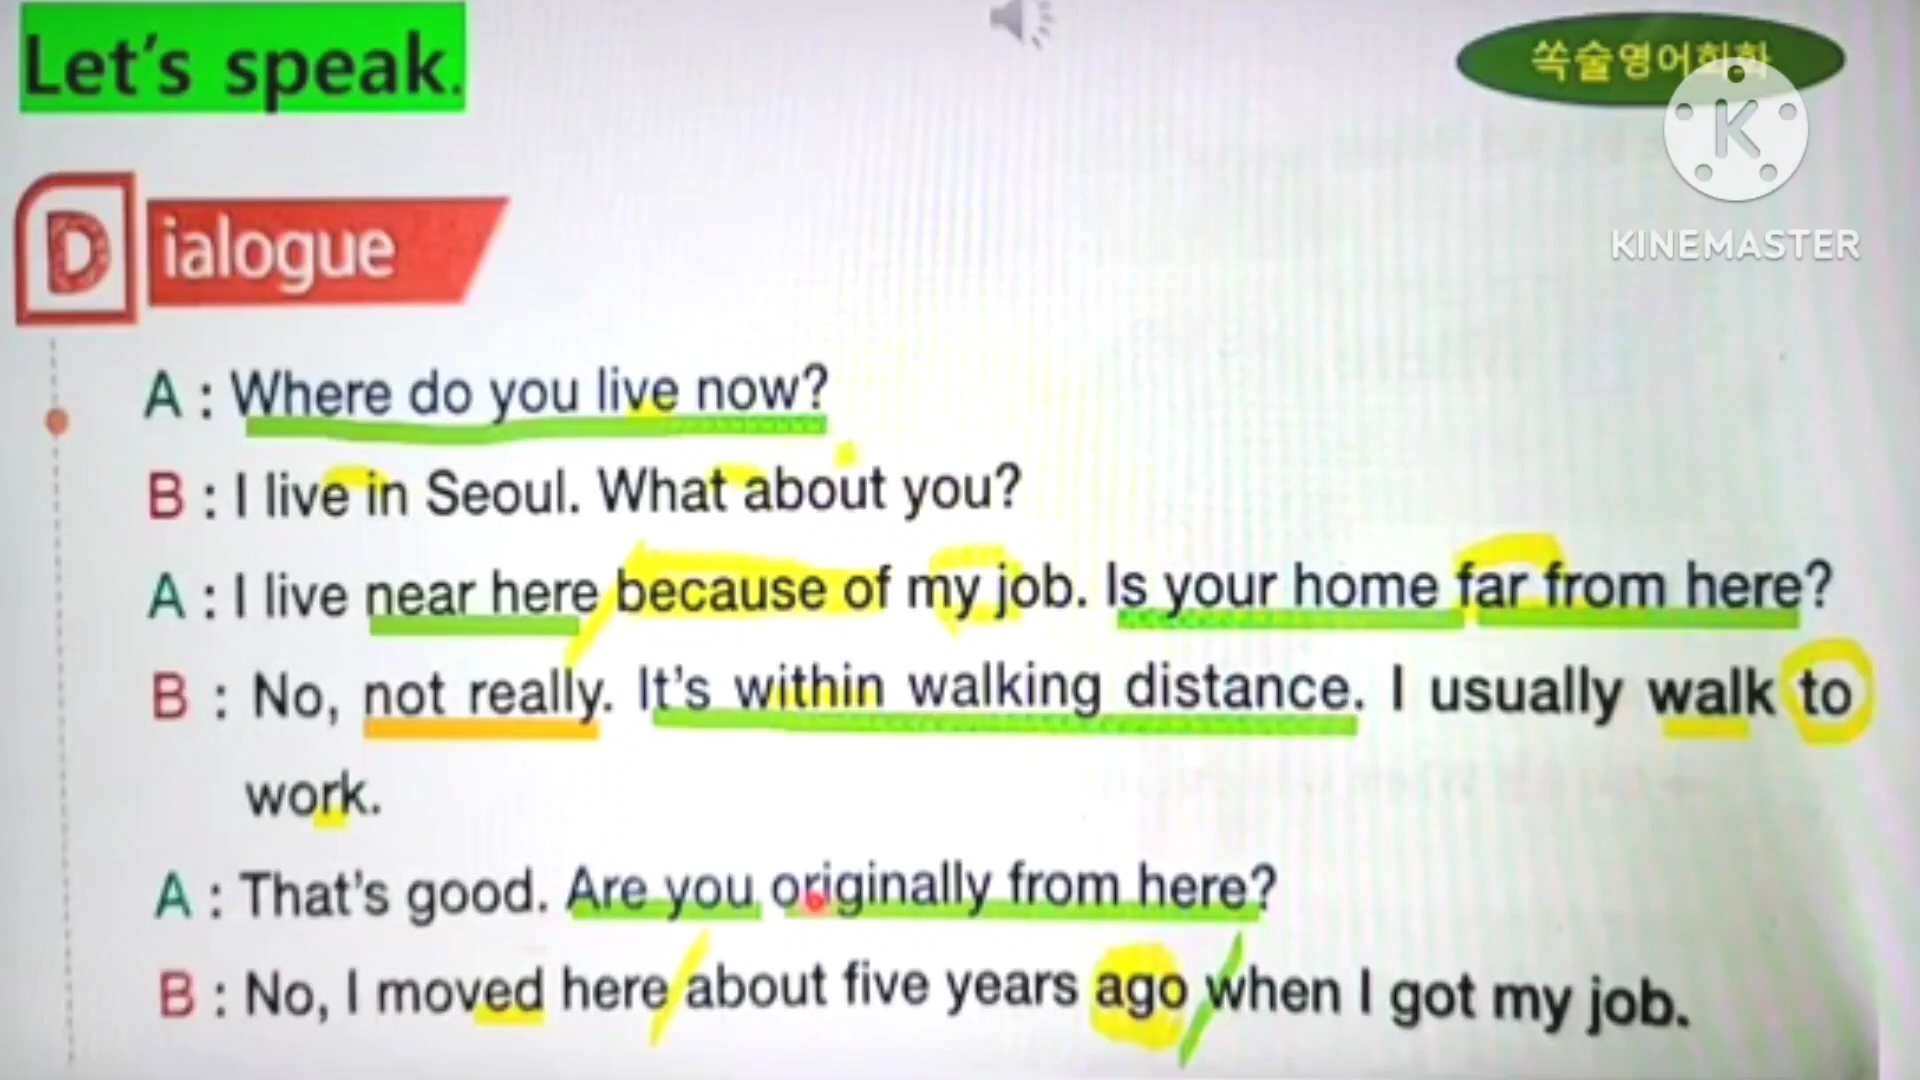 Let's speak.
쏙술영어회화
K
KINEMASTER
Dialogue
A : Where do you live now?
B : I live in Seoul. What about you?
A : I live near here because of my job. Is your home far from here?
B : No, not really. It's within walking distance. I usually walk to
work.
A : That's good. Are you originally from here?
B : No, I moved here about five years ago when I got my job.